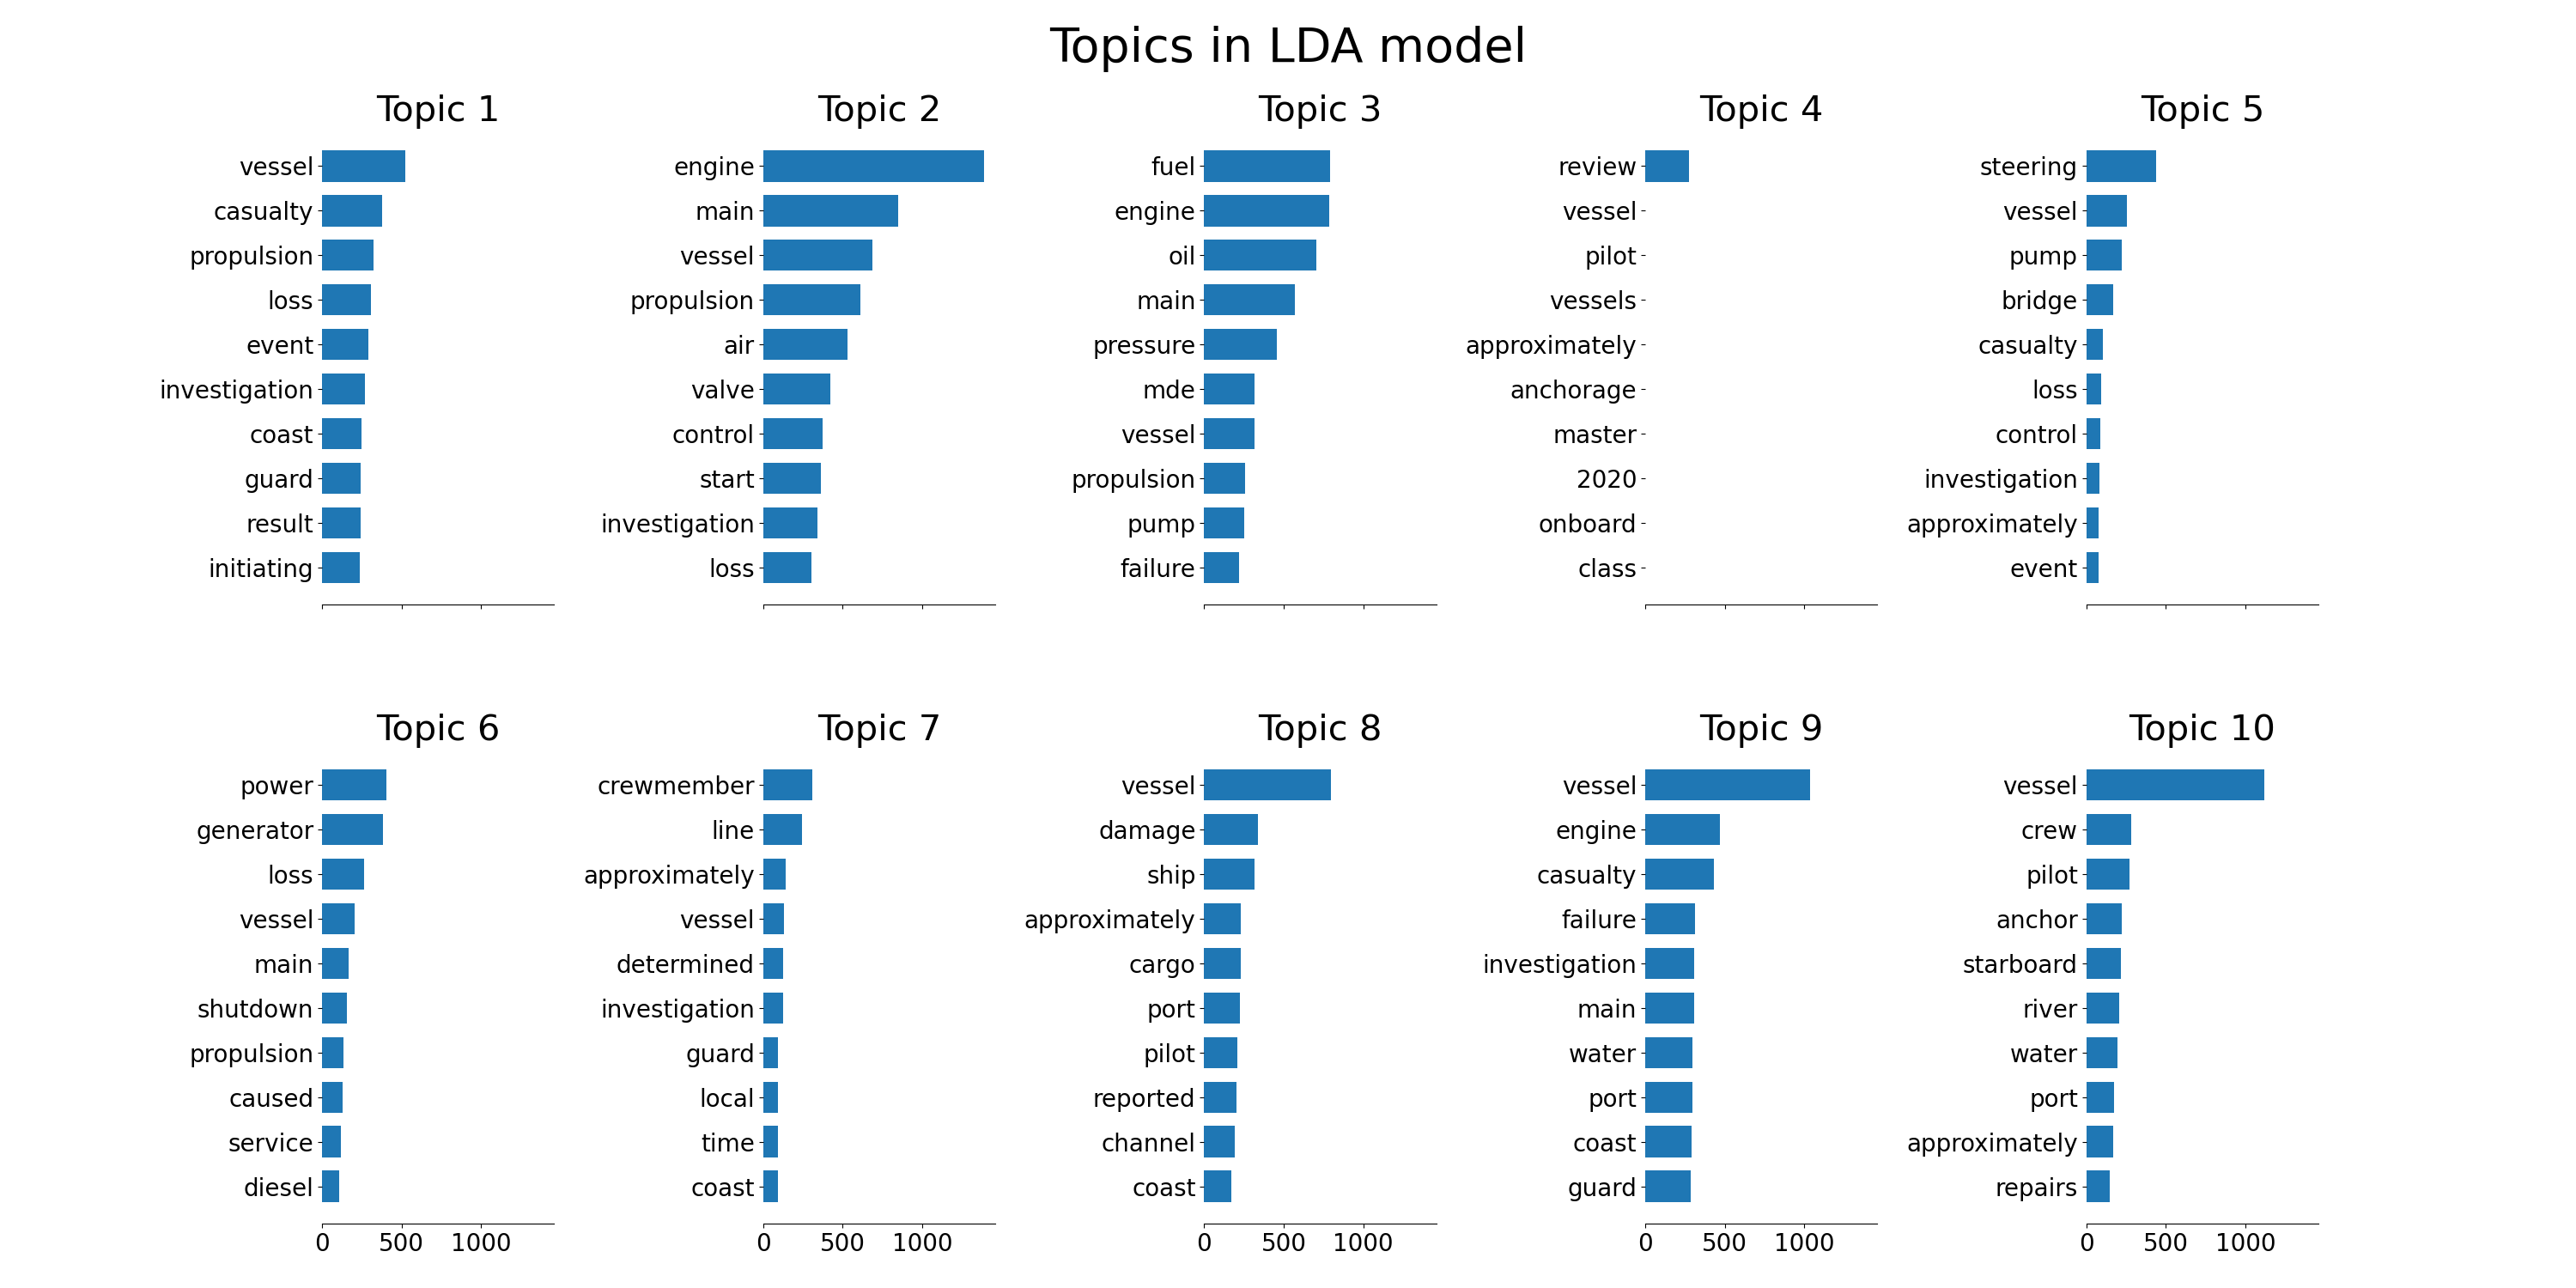 Topics in LDA model
Topic 1
vessel
casualty
propulsion
loss
event
investigation
coast
guard
result
initiating
Topic 2
engine
main
vessel
propulsion
air
valve
control
start
investigation
loss
Topic 3
fuel
engine
oil
main
pressure
mde
vessel
propulsion
pump
failure
Topic 4
review
vessel
pilot
vessels
approximately
anchorage
master
2020
onboard
class
Topic 5
steering
vessel
pump
bridge
casualty
loss
control
investigation
approximately
event
Topic 6
power
generator
loss
vessel
main
shutdown
propulsion
caused
service
diesel
0 500 1000
Topic 7
crewmember
line
approximately
vessel
determined
investigation
guard
local
time
coast
0 500 1000
Topic 8
vessel
damage
ship
approximately
cargo
port
pilot
reported
channel
coast
0 500 1000
Topic 9
vessel
engine
casualty
failure
investigation
main
water
port
coast
guard
0 500 1000
Topic 10
vessel
crew
pilot
anchor
starboard
river
water
port
approximately
repairs
0 500 1000